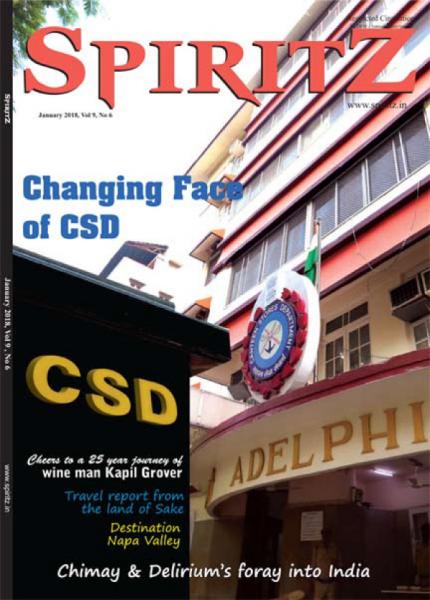 SPIRITZ
January 2018, Vol 9, No 6
www.spiritz.in
Changing Face
of CSD
CSD
STORES DEPARTMENT
ADELPHI
Cheers to a 25 year journey of
wine man Kapil Grover
Travel report from
the land of Sake
Destination
Napa Valley
Chimay & Delirium's foray into India
SPIRITZ
January 2018, Vol 9, No 6
www.spiritz.in